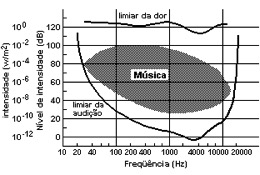 limiar da dor
10⁰ 120
10⁻² 100
10⁻⁴ 80
Música
10⁻⁶ 60
10⁻⁸ 40
limiar da
audição
10⁻¹⁰ 20
10⁻¹² 0
10 20 40 100 200 400 1000 4000 10000 20000
Freqüência (Hz)
intensidade (w/m²)
Nível de intensidade (dB)